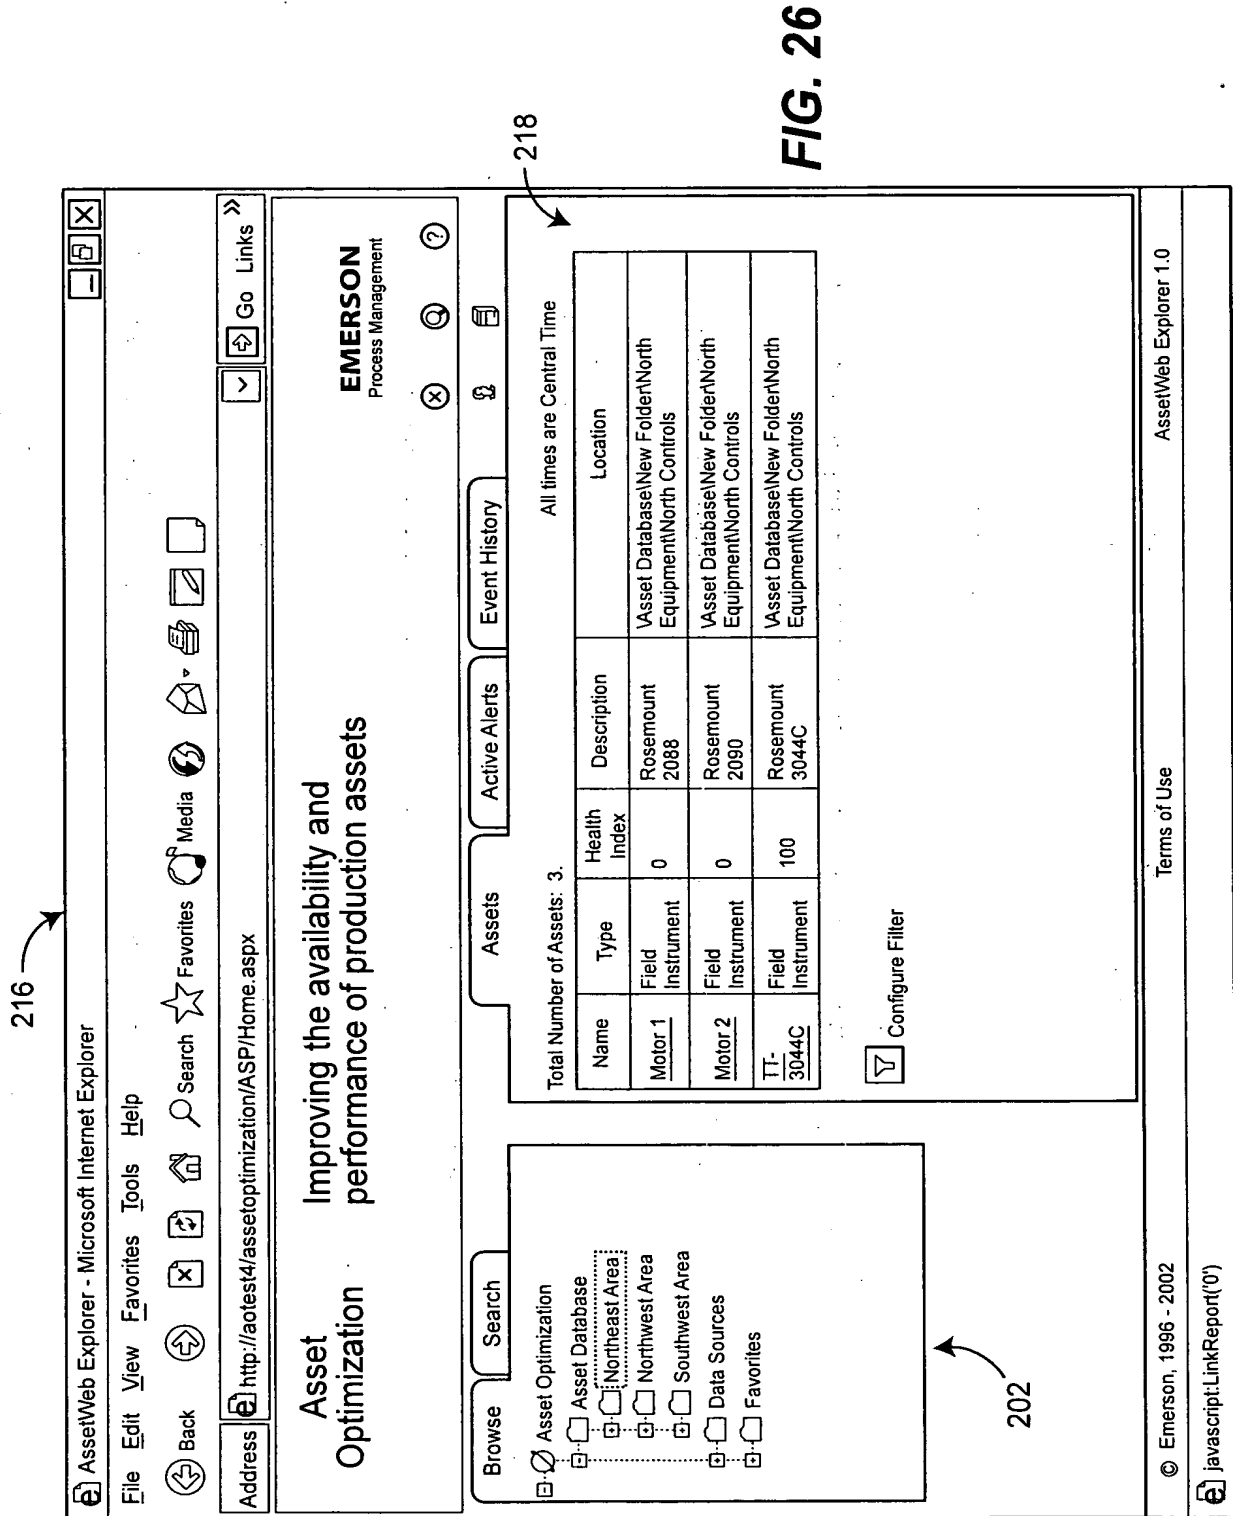 216
AssetWeb Explorer - Microsoft Internet Explorer
File Edit View Favorites Tools Help
Back Search Favorites Media
Address http://aotest4/assetoptimization/ASP/Home.aspx Go Links »
Asset
Optimization
Improving the availability and
performance of production assets
EMERSON
Process Management
Browse Search
Asset Optimization
Asset Database
Northeast Area
Northwest Area
Southwest Area
Data Sources
Favorites
202
Assets Active Alerts Event History
218
Total Number of Assets: 3. All times are Central Time
Name Type Health Index Description Location
Motor 1 Field Instrument 0 Rosemount 2088 \Asset Database\New Folder\North Equipment\North Controls
Motor 2 Field Instrument 0 Rosemount 2090 \Asset Database\New Folder\North Equipment\North Controls
TT-3044C Field Instrument 100 Rosemount 3044C \Asset Database\New Folder\North Equipment\North Controls
Configure Filter
© Emerson, 1996 - 2002 Terms of Use AssetWeb Explorer 1.0
javascript:LinkReport('0')
FIG. 26